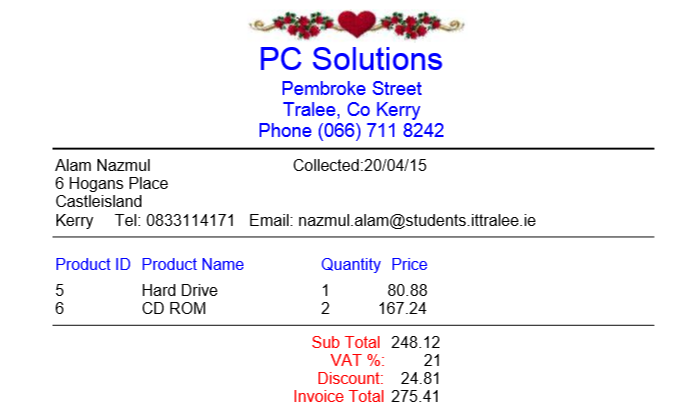 PC Solutions
Pembroke Street
Tralee, Co Kerry
Phone (066) 711 8242
Alam Nazmul Collected:20/04/15
6 Hogans Place
Castleisland
Kerry Tel: 0833114171 Email: nazmul.alam@students.ittralee.ie
Product ID Product Name Quantity Price
5 Hard Drive 1 80.88
6 CD ROM 2 167.24
Sub Total 248.12
VAT %: 21
Discount: 24.81
Invoice Total 275.41